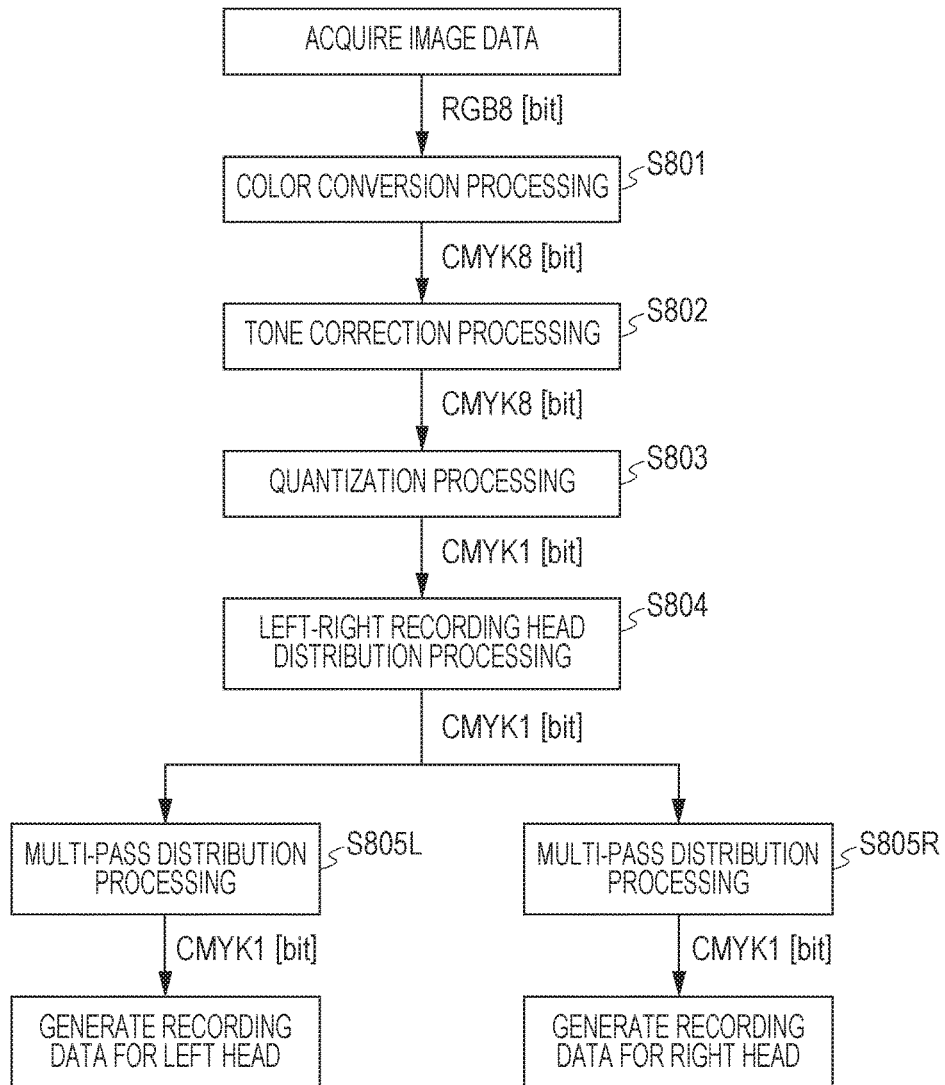 ACQUIRE IMAGE DATA
RGB8 [bit]
S801
COLOR CONVERSION PROCESSING
CMYK8 [bit]
S802
TONE CORRECTION PROCESSING
CMYK8 [bit]
S803
QUANTIZATION PROCESSING
CMYK1 [bit]
S804
LEFT-RIGHT RECORDING HEAD
DISTRIBUTION PROCESSING
CMYK1 [bit]
S805L
MULTI-PASS DISTRIBUTION
PROCESSING
CMYK1 [bit]
GENERATE RECORDING
DATA FOR LEFT HEAD
S805R
MULTI-PASS DISTRIBUTION
PROCESSING
CMYK1 [bit]
GENERATE RECORDING
DATA FOR RIGHT HEAD